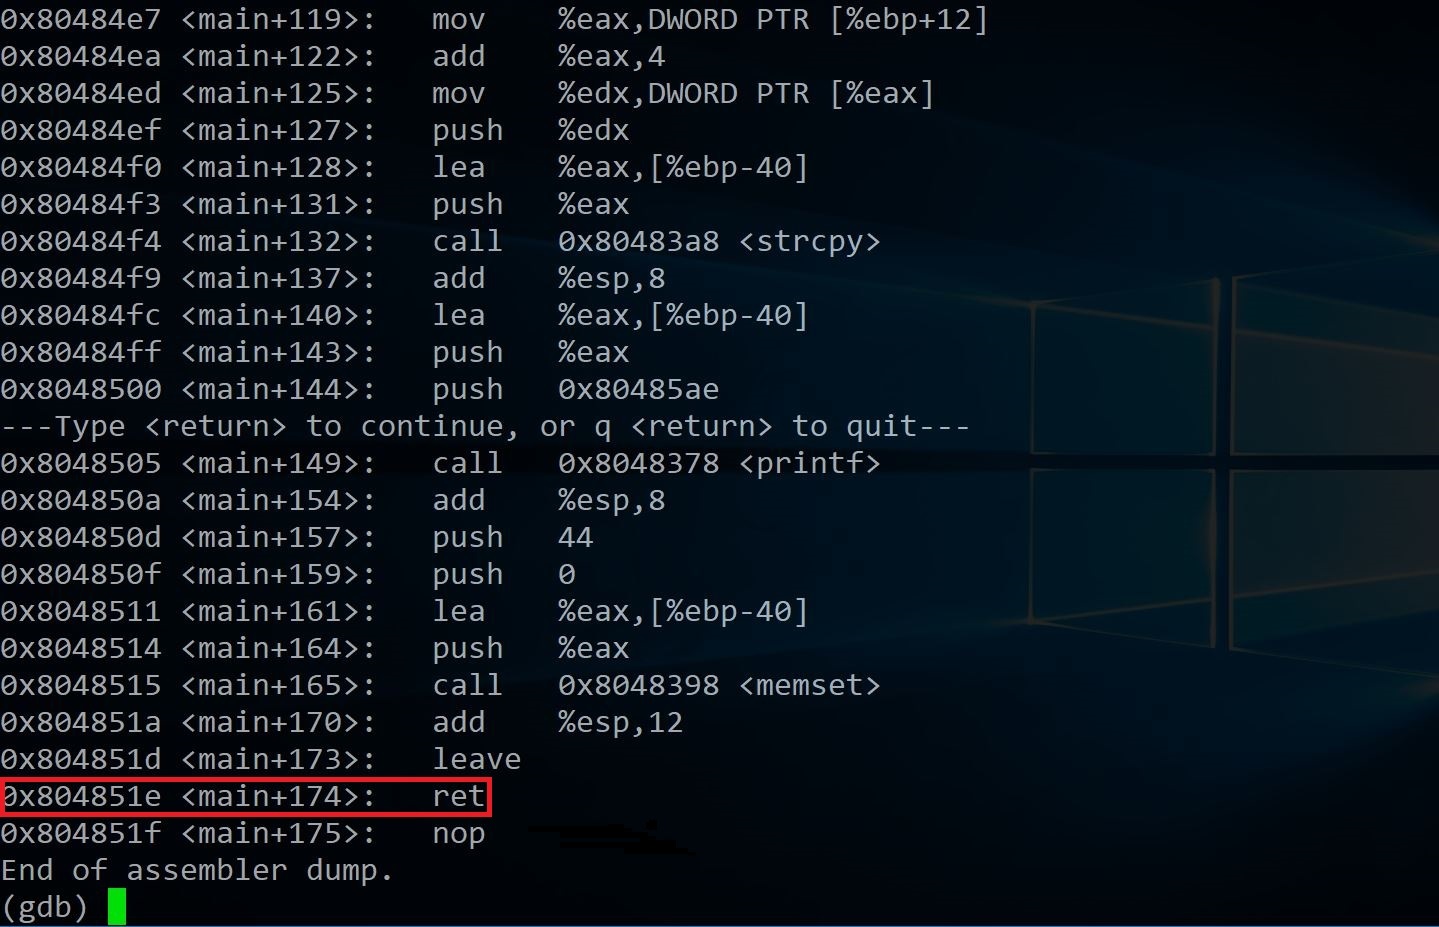 0x80484e7 <main+119>:   mov    %eax,DWORD PTR [%ebp+12]
0x80484ea <main+122>:   add    %eax,4
0x80484ed <main+125>:   mov    %edx,DWORD PTR [%eax]
0x80484ef <main+127>:   push   %edx
0x80484f0 <main+128>:   lea    %eax,[%ebp-40]
0x80484f3 <main+131>:   push   %eax
0x80484f4 <main+132>:   call   0x80483a8 <strcpy>
0x80484f9 <main+137>:   add    %esp,8
0x80484fc <main+140>:   lea    %eax,[%ebp-40]
0x80484ff <main+143>:   push   %eax
0x8048500 <main+144>:   push   0x80485ae
---Type <return> to continue, or q <return> to quit---
0x8048505 <main+149>:   call   0x8048378 <printf>
0x804850a <main+154>:   add    %esp,8
0x804850d <main+157>:   push   44
0x804850f <main+159>:   push   0
0x8048511 <main+161>:   lea    %eax,[%ebp-40]
0x8048514 <main+164>:   push   %eax
0x8048515 <main+165>:   call   0x8048398 <memset>
0x804851a <main+170>:   add    %esp,12
0x804851d <main+173>:   leave
0x804851e <main+174>:   ret
0x804851f <main+175>:   nop
End of assembler dump.
(gdb)